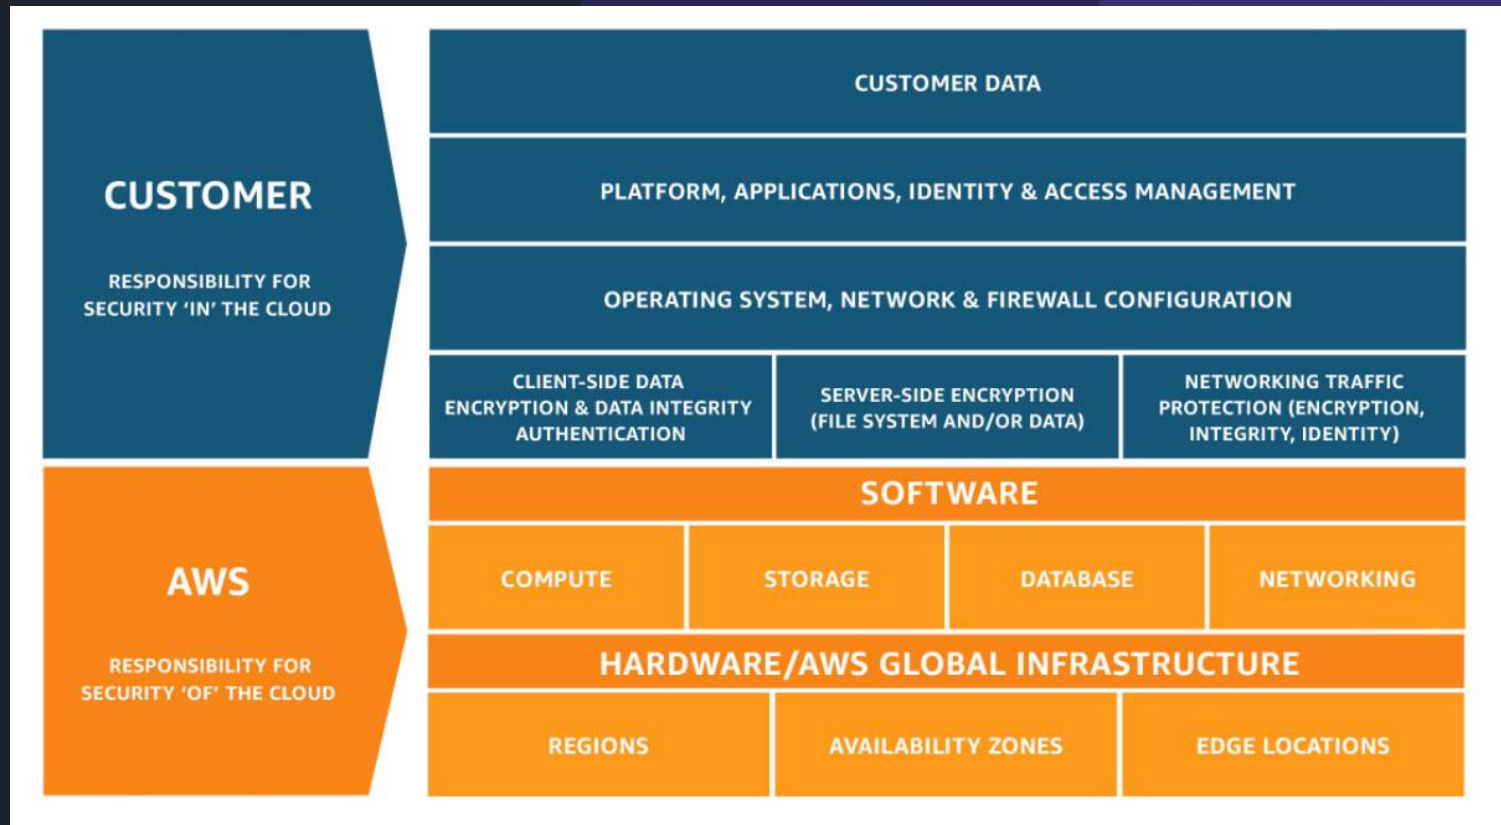 CUSTOMER
RESPONSIBILITY FOR
SECURITY ‘IN’ THE CLOUD
CUSTOMER DATA
PLATFORM, APPLICATIONS, IDENTITY & ACCESS MANAGEMENT
OPERATING SYSTEM, NETWORK & FIREWALL CONFIGURATION
CLIENT-SIDE DATA
ENCRYPTION & DATA INTEGRITY
AUTHENTICATION
SERVER-SIDE ENCRYPTION
(FILE SYSTEM AND/OR DATA)
NETWORKING TRAFFIC
PROTECTION (ENCRYPTION,
INTEGRITY, IDENTITY)
AWS
RESPONSIBILITY FOR
SECURITY ‘OF’ THE CLOUD
SOFTWARE
COMPUTE
STORAGE
DATABASE
NETWORKING
HARDWARE/AWS GLOBAL INFRASTRUCTURE
REGIONS
AVAILABILITY ZONES
EDGE LOCATIONS